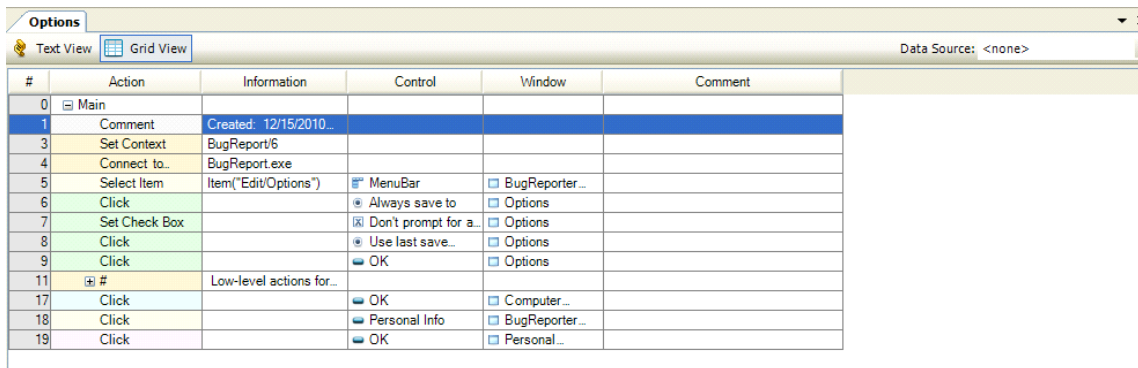 Options
Text View Grid View Data Source: <none>
# Action Information Control Window Comment
0 Main
1 Comment Created: 12/15/2010...
3 Set Context BugReport/6
4 Connect to... BugReport.exe
5 Select Item Item("Edit/Options") MenuBar BugReporter...
6 Click Always save to Options
7 Set Check Box Don't prompt for a... Options
8 Click Use last save... Options
9 Click OK Options
11 # Low-level actions for...
17 Click OK Computer...
18 Click Personal Info BugReporter...
19 Click OK Personal...